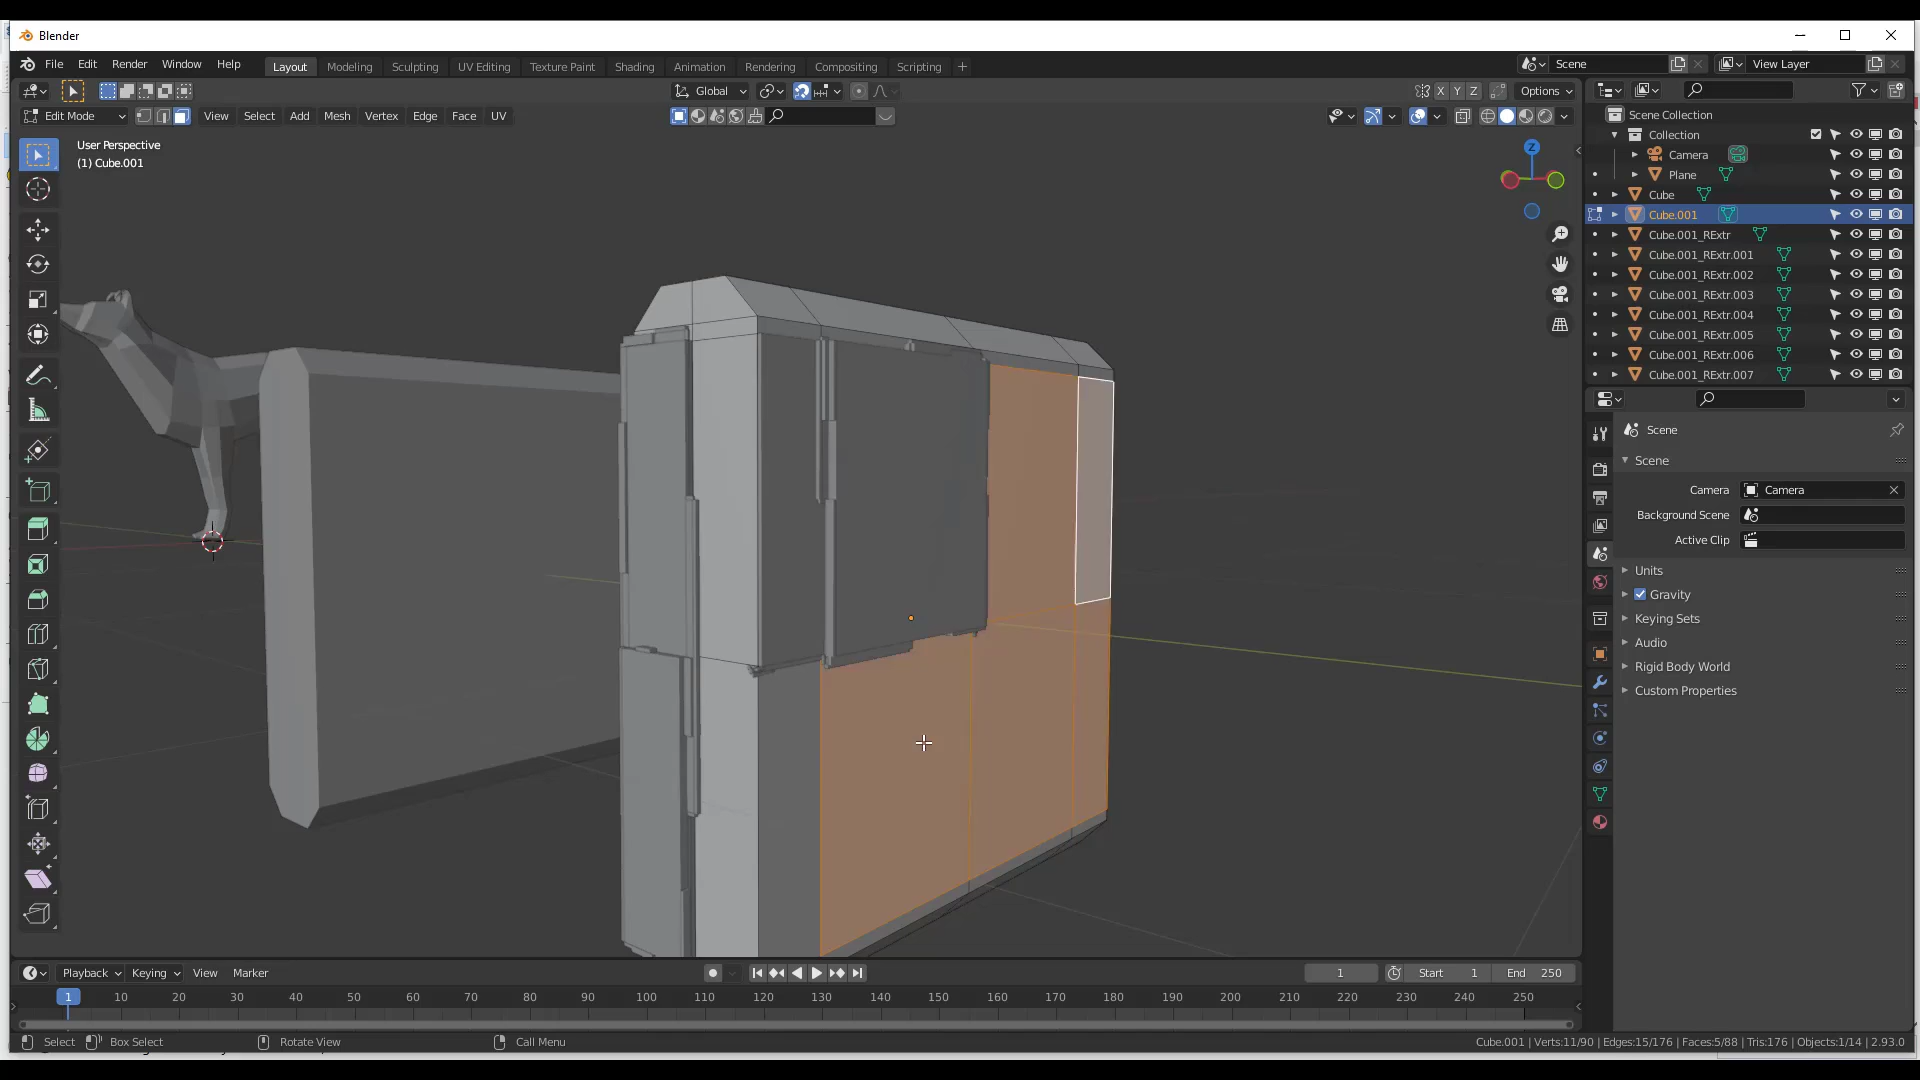 Blender
File Edit Render Window Help Layout Modeling Sculpting UV Editing Texture Paint Shading Animation Rendering Compositing Scripting Scene View Layer
Global X Y Z Options
Edit Mode View Select Add Mesh Vertex Edge Face UV
User Perspective
(1) Cube.001
Z
Scene Collection
Collection
Camera
Plane
Cube
Cube.001
Cube.001_RExtr
Cube.001_RExtr.001
Cube.001_RExtr.002
Cube.001_RExtr.003
Cube.001_RExtr.004
Cube.001_RExtr.005
Cube.001_RExtr.006
Cube.001_RExtr.007
Scene
Scene
Camera Camera
Background Scene
Active Clip
Units
Gravity
Keying Sets
Audio
Rigid Body World
Custom Properties
Playback Keying View Marker 1 Start 1 End 250
1 10 20 30 40 50 60 70 80 90 100 110 120 130 140 150 160 170 180 190 200 210 220 230 240 250
Select Box Select Rotate View Call Menu Cube.001 | Verts:11/90 | Edges:15/176 | Faces:5/88 | Tris:176 | Objects:1/14 | 2.93.0